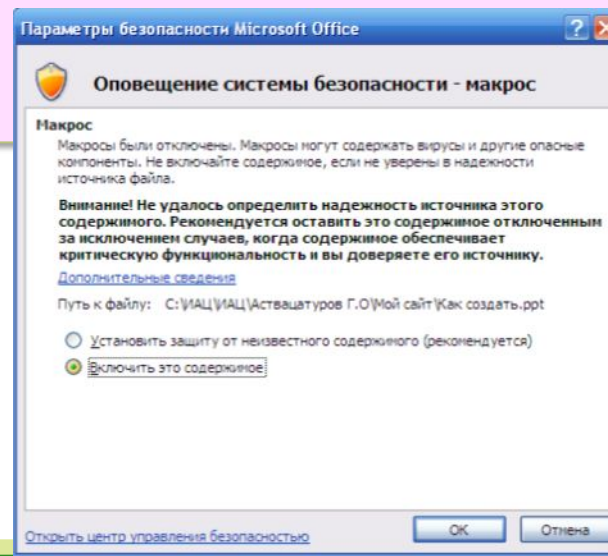 Параметры безопасности Microsoft Office
Оповещение системы безопасности - макрос
Макрос
Макросы были отключены. Макросы могут содержать вирусы и другие опасные
компоненты. Не включайте содержимое, если не уверены в надежности
источника файла.
Внимание! Не удалось определить надежность источника этого
содержимого. Рекомендуется оставить это содержимое отключенным
за исключением случаев, когда содержимое обеспечивает
критическую функциональность и вы доверяете его источнику.
Дополнительные сведения
Путь к файлу: C:\ИАЦ\ИАЦ\Аствацатуров Г.О\Мой сайт\Как создать.ppt
Установить защиту от неизвестного содержимого (рекомендуется)
Включить это содержимое
Открыть центр управления безопасностью
ОК
Отмена